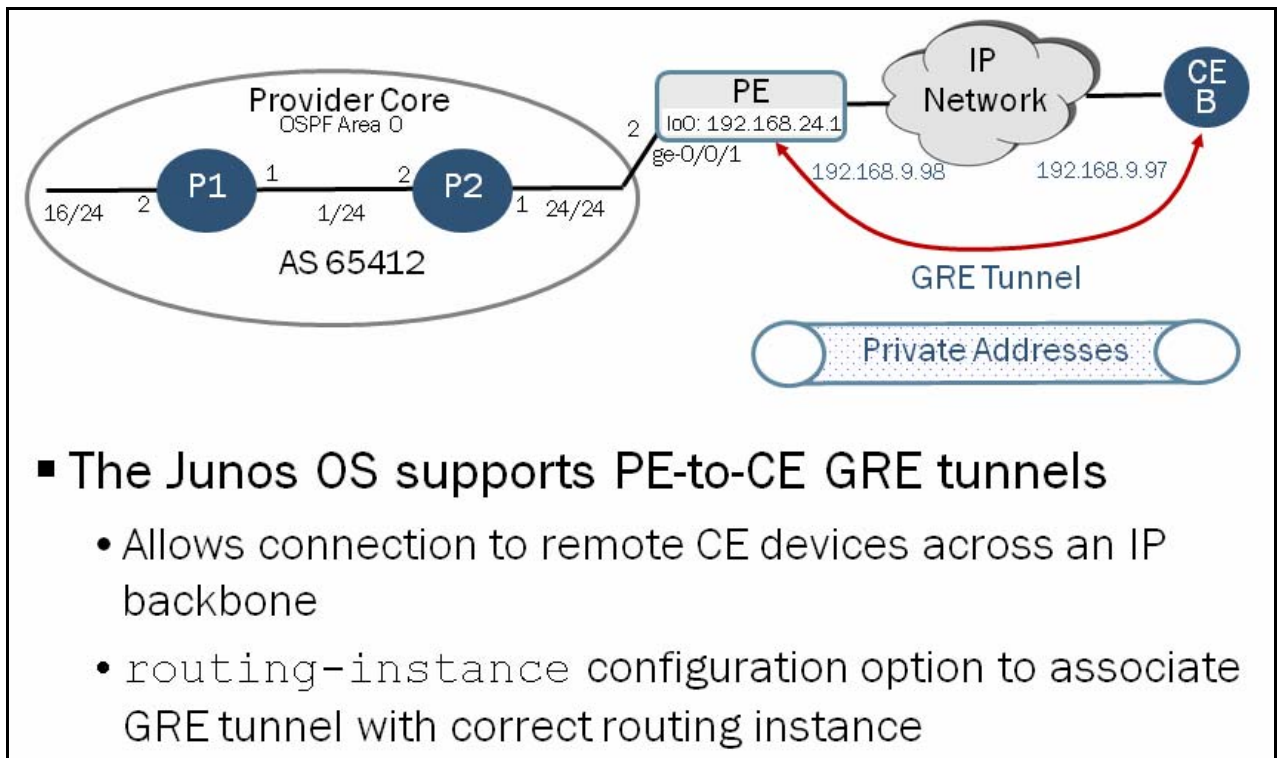 Provider Core
OSPF Area 0
P1
P2
1
2
16/24
2
1/24
1
24/24
AS 65412
2
PE
lo0: 192.168.24.1
ge-0/0/1
IP
Network
CE
B
192.168.9.98
192.168.9.97
GRE Tunnel
Private Addresses
▪ The Junos OS supports PE-to-CE GRE tunnels
• Allows connection to remote CE devices across an IP
backbone
• routing-instance configuration option to associate
GRE tunnel with correct routing instance